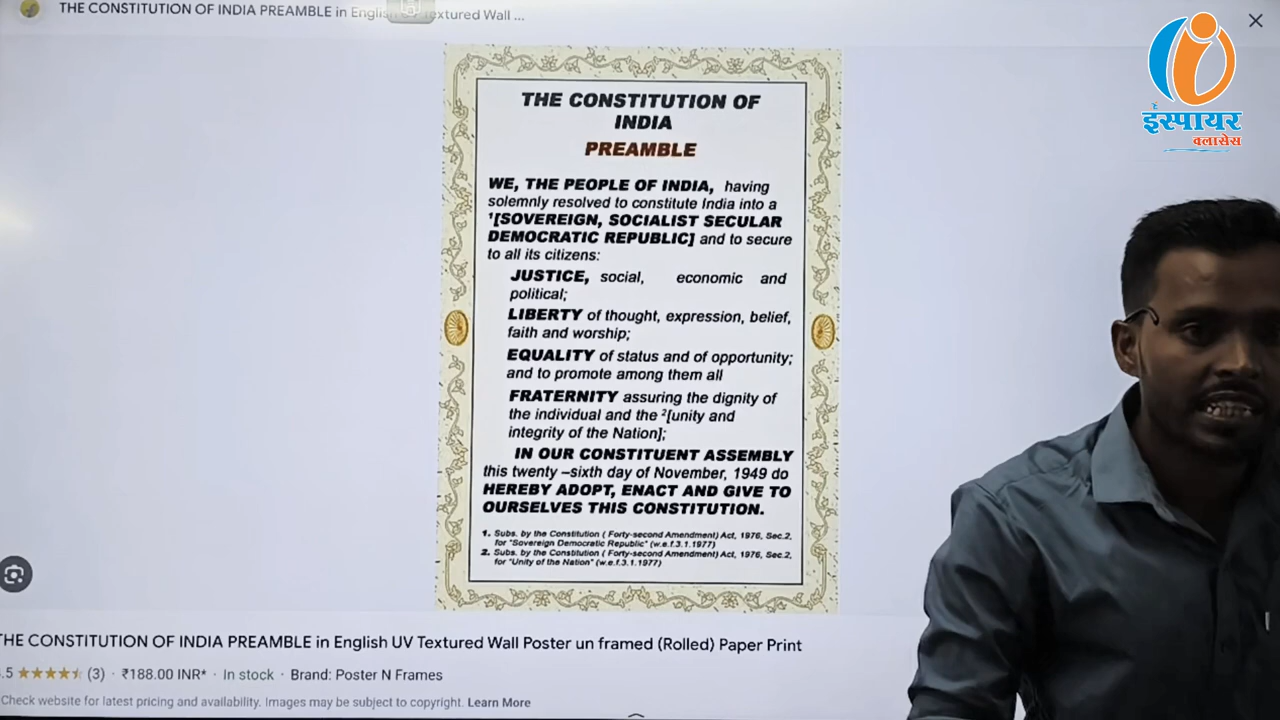 THE CONSTITUTION OF INDIA PREAMBLE in English UV Textured Wall ...
हैं
इंस्पायर
क्लासेस
THE CONSTITUTION OF
INDIA
PREAMBLE
WE, THE PEOPLE OF INDIA, having
solemnly resolved to constitute India into a
¹[SOVEREIGN, SOCIALIST SECULAR
DEMOCRATIC REPUBLIC] and to secure
to all its citizens:
JUSTICE, social, economic and
political;
LIBERTY of thought, expression, belief,
faith and worship;
EQUALITY of status and of opportunity;
and to promote among them all
FRATERNITY assuring the dignity of
the individual and the ²[unity and
integrity of the Nation];
IN OUR CONSTITUENT ASSEMBLY
this twenty –sixth day of November, 1949 do
HEREBY ADOPT, ENACT AND GIVE TO
OURSELVES THIS CONSTITUTION.
1. Subs. by the Constitution ( Forty-second Amendment) Act, 1976, Sec.2,
for "Sovereign Democratic Republic" (w.e.f.3.1.1977)
2. Subs. by the Constitution ( Forty-second Amendment) Act, 1976, Sec.2,
for "Unity of the Nation" (w.e.f.3.1.1977)
THE CONSTITUTION OF INDIA PREAMBLE in English UV Textured Wall Poster un framed (Rolled) Paper Print
.5 ★★★★ (3) · ₹188.00 INR* · In stock · Brand: Poster N Frames
Check website for latest pricing and availability. Images may be subject to copyright. Learn More